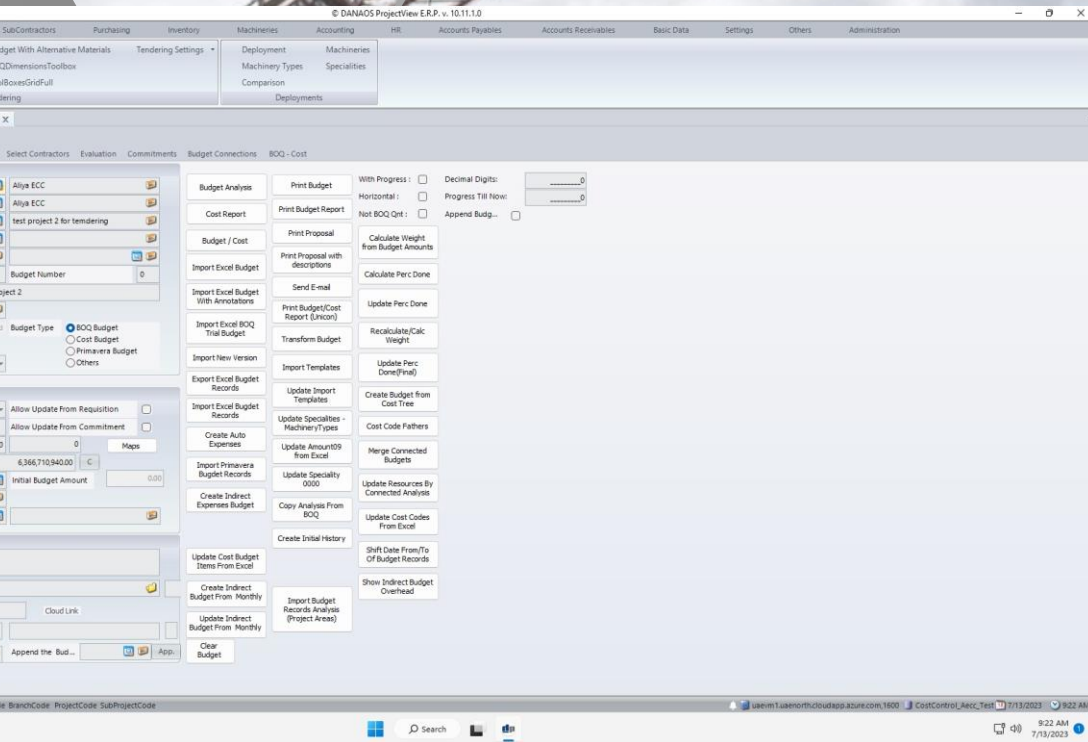 © DANAOS ProjectView E.R.P. v. 10.11.1.0
SubContractors Purchasing Inventory Machineries Accounting HR Accounts Payables Accounts Receivables Basic Data Settings Others Administration
dget With Alternative Materials Tendering Settings Deployment Machineries
QDimensionsToolbox Machinery Types Specialities
lBoxesGridFull Comparison
dering Deployments
x
Select Contractors Evaluation Commitments Budget Connections BOQ - Cost
Aliya ECC
Aliya ECC
test project 2 for temdering
Budget Number 0
ject 2
Budget Type BOQ Budget
Cost Budget
Primavera Budget
Others
Allow Update From Requisition
Allow Update From Commitment
0 Maps
6,366,710,940.00 C
Initial Budget Amount 0.00
Cloud Link
Append the Bud... App.
Budget Analysis
Cost Report
Budget / Cost
Import Excel Budget
Import Excel Budget
With Annotations
Import Excel BOQ
Trial Budget
Import New Version
Export Excel Bugdet
Records
Import Excel Bugdet
Records
Create Auto
Expenses
Import Primavera
Bugdet Records
Create Indirect
Expenses Budget
Update Cost Budget
Items From Excel
Create Indirect
Budget From Monthly
Update Indirect
Budget From Monthly
Clear
Budget
Print Budget
Print Budget Report
Print Proposal
Print Proposal with
descriptions
Send E-mail
Print Budget/Cost
Report (Unicon)
Transform Budget
Import Templates
Update Import
Templates
Update Specialities -
MachineryTypes
Update Amount09
from Excel
Update Speciality
0000
Copy Analysis From
BOQ
Create Initial History
Import Budget
Records Analysis
(Project Areas)
With Progress : Decimal Digits: 0
Horizontal : Progress Till Now: 0
Not BOQ Qnt : Append Budg...
Calculate Weight
from Budget Amounts
Calculate Perc Done
Update Perc Done
Recalculate/Calc
Weight
Update Perc
Done(Final)
Create Budget from
Cost Tree
Cost Code Fathers
Merge Connected
Budgets
Update Resources By
Connected Analysis
Update Cost Codes
From Excel
Shift Date From/To
Of Budget Records
Show Indirect Budget
Overhead
e BranchCode ProjectCode SubProjectCode
uaevm1.uaenorth.cloudapp.azure.com,1600 CostControl_Aecc_Test 7/13/2023 9:22 AM
Search
9:22 AM
7/13/2023
1